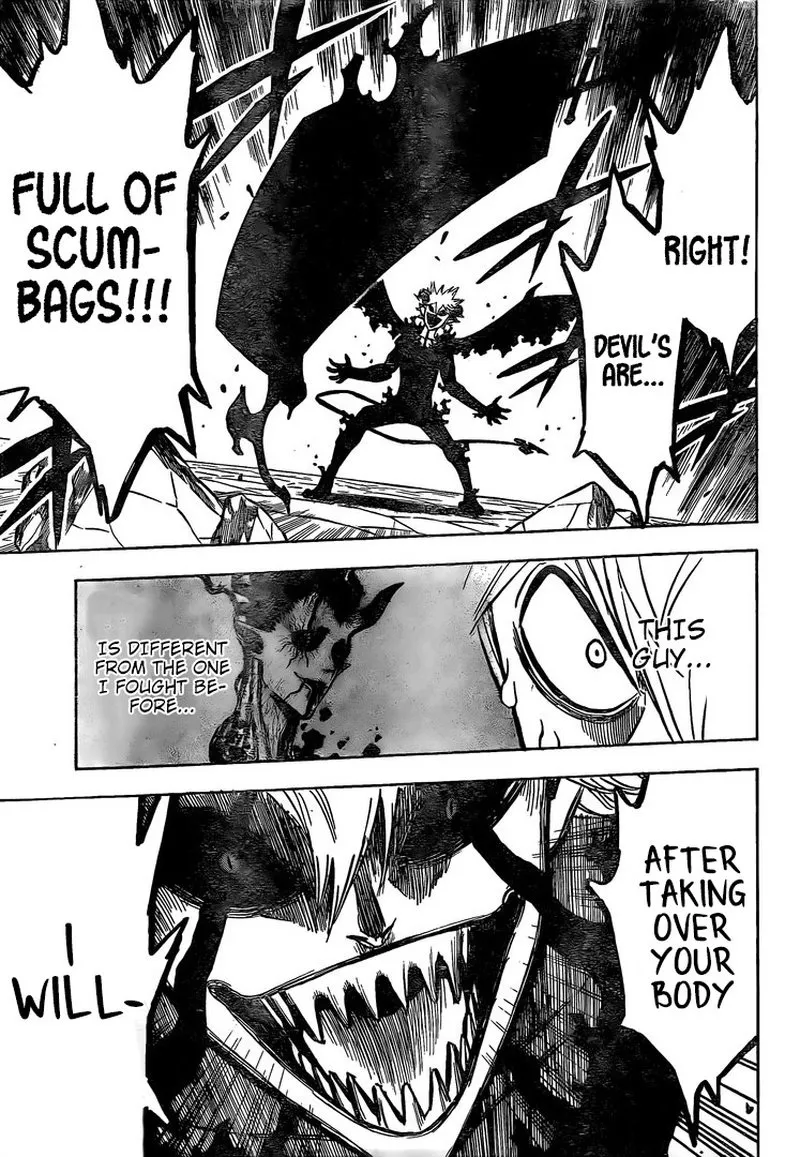 RIGHT!
DEVIL'S
ARE...
FULL OF
SCUM-
BAGS!!!
THIS
GUY...
IS DIFFERENT
FROM THE ONE
I FOUGHT BE-
FORE...
AFTER
TAKING
OVER
YOUR
BODY
I
WILL-